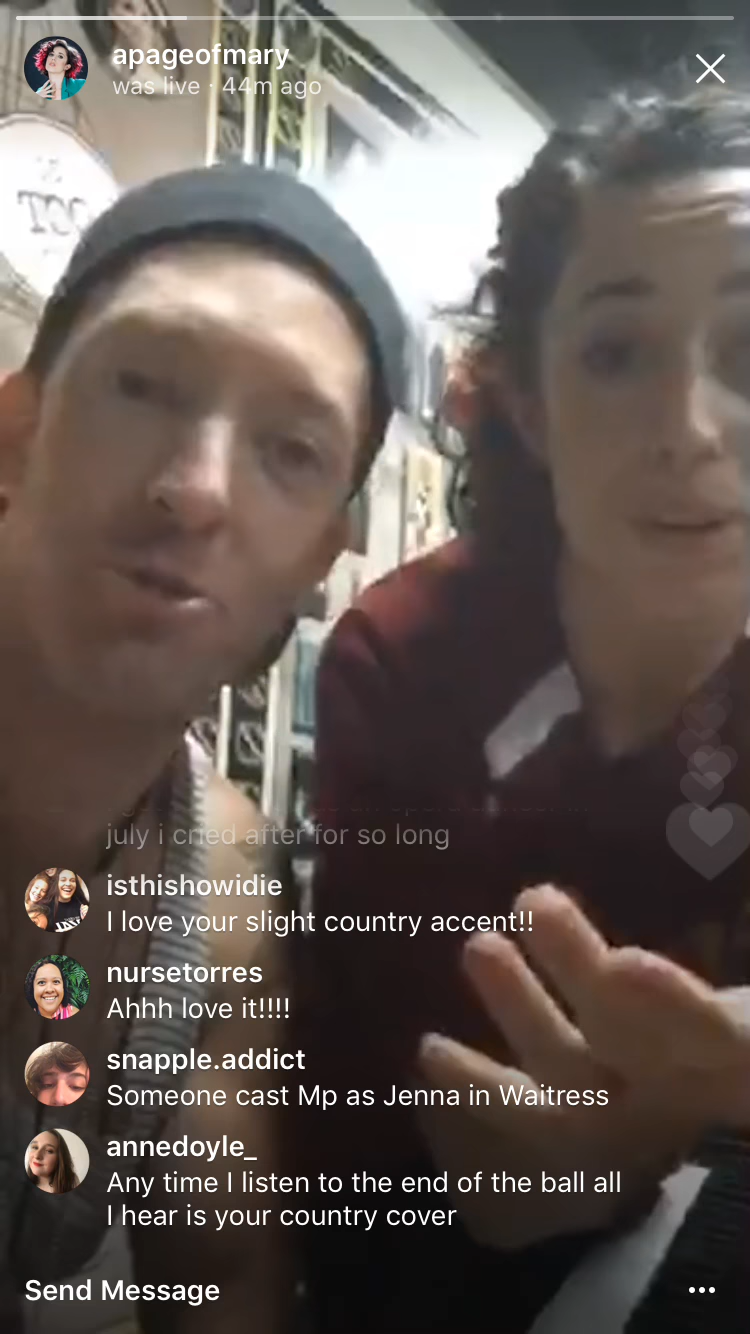 apageofmary
was live · 44m ago
TOO
july i cried after for so long
isthishowidie
I love your slight country accent!!
nursetorres
Ahhh love it!!!!
snapple.addict
Someone cast Mp as Jenna in Waitress
annedoyle_
Any time I listen to the end of the ball all
I hear is your country cover
Send Message